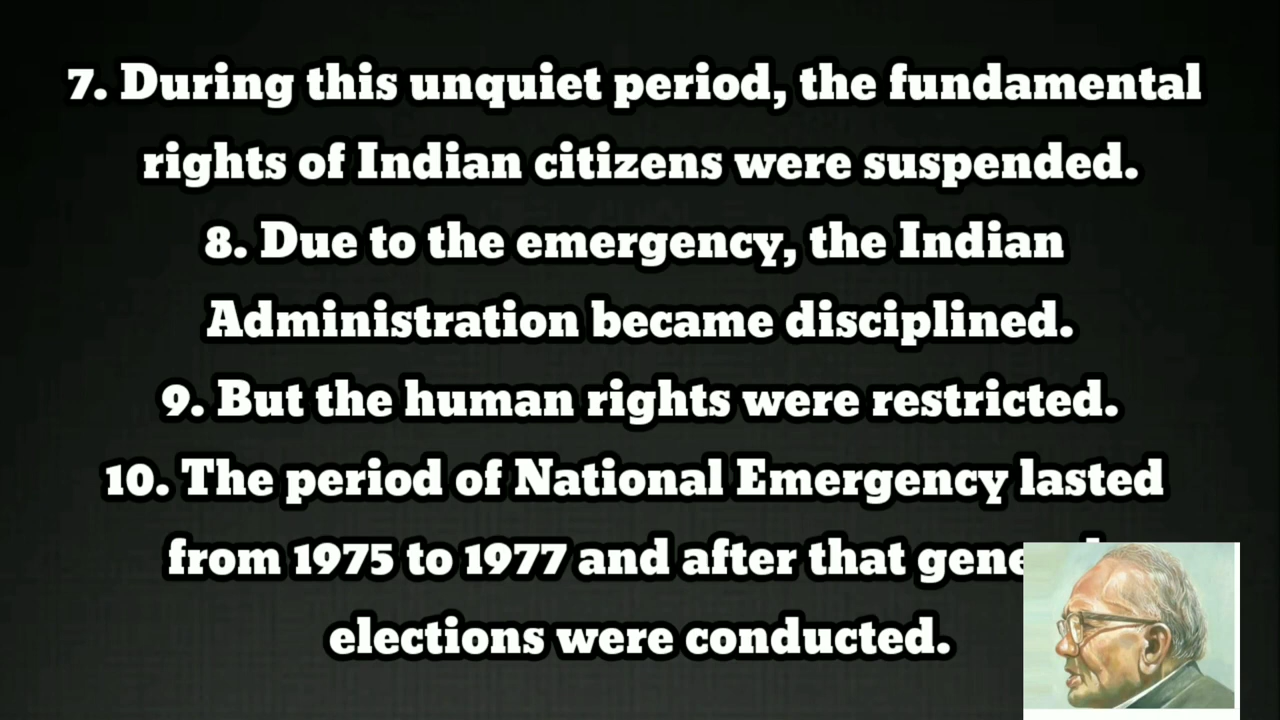 7. During this unquiet period, the fundamental
rights of Indian citizens were suspended.
8. Due to the emergency, the Indian
Administration became disciplined.
9. But the human rights were restricted.
10. The period of National Emergency lasted
from 1975 to 1977 and after that
elections were conducted.